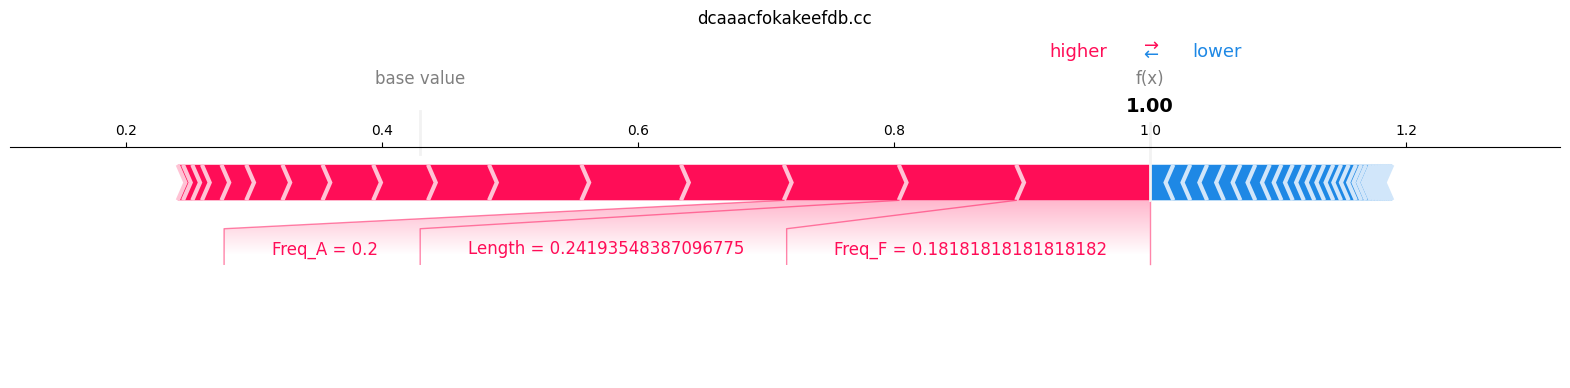 dcaaacfokakeefdb.cc
higher ⇄ lower
base value f(x)
1.00
0.2 0.4 0.6 0.8 1.0 1.2
Freq_A = 0.2 Length = 0.24193548387096775 Freq_F = 0.18181818181818182